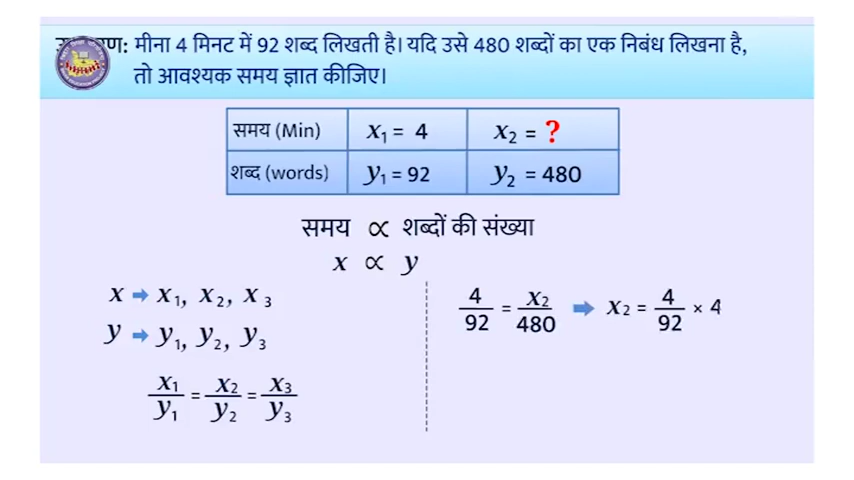 मीना 4 मिनट में 92 शब्द लिखती है। यदि उसे 480 शब्दों का एक निबंध लिखना है,
तो आवश्यक समय ज्ञात कीजिए।
समय (Min) x₁ = 4 x₂ = ?
शब्द (words) y₁ = 92 y₂ = 480
समय ∝ शब्दों की संख्या
x ∝ y
x → x₁, x₂, x₃
y → y₁, y₂, y₃
x₁/y₁ = x₂/y₂ = x₃/y₃
4/92 = x₂/480 ⇒ x₂ = 4/92 × 4